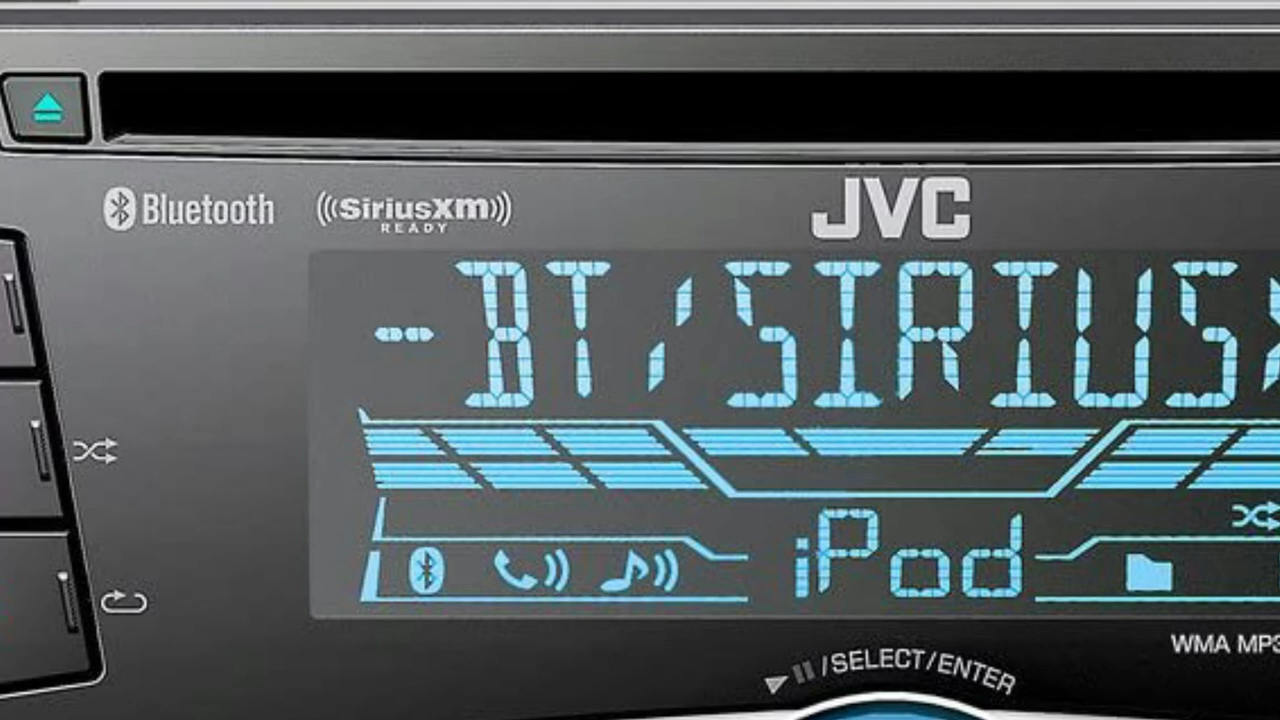 Bluetooth
((SiriusXm))
READY
JVC
-BT/SIRIUS
iPod
WMA MP3
/SELECT/ENTER